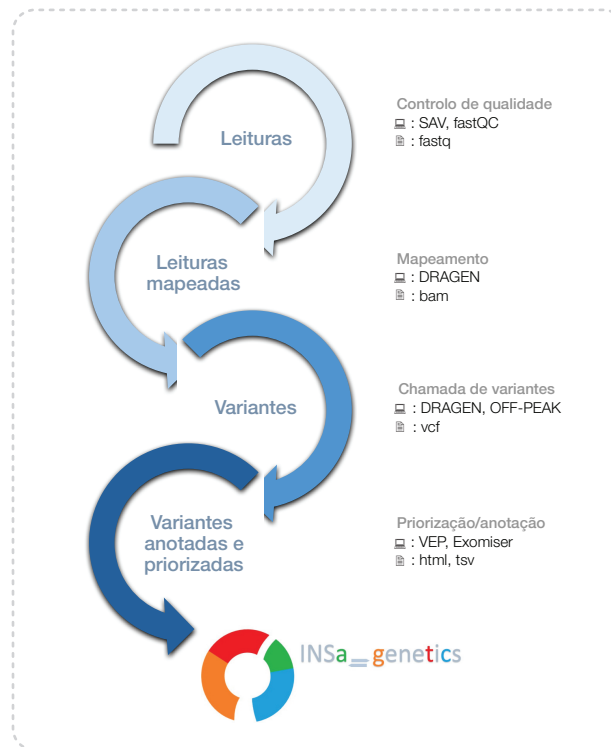 Leituras
Controlo de qualidade
: SAV, fastQC
: fastq
Leituras
mapeadas
Mapeamento
: DRAGEN
: bam
Variantes
Chamada de variantes
: DRAGEN, OFF-PEAK
: vcf
Variantes
anotadas e
priorizadas
Priorização/anotação
: VEP, Exomiser
: html, tsv
INSa_genetics